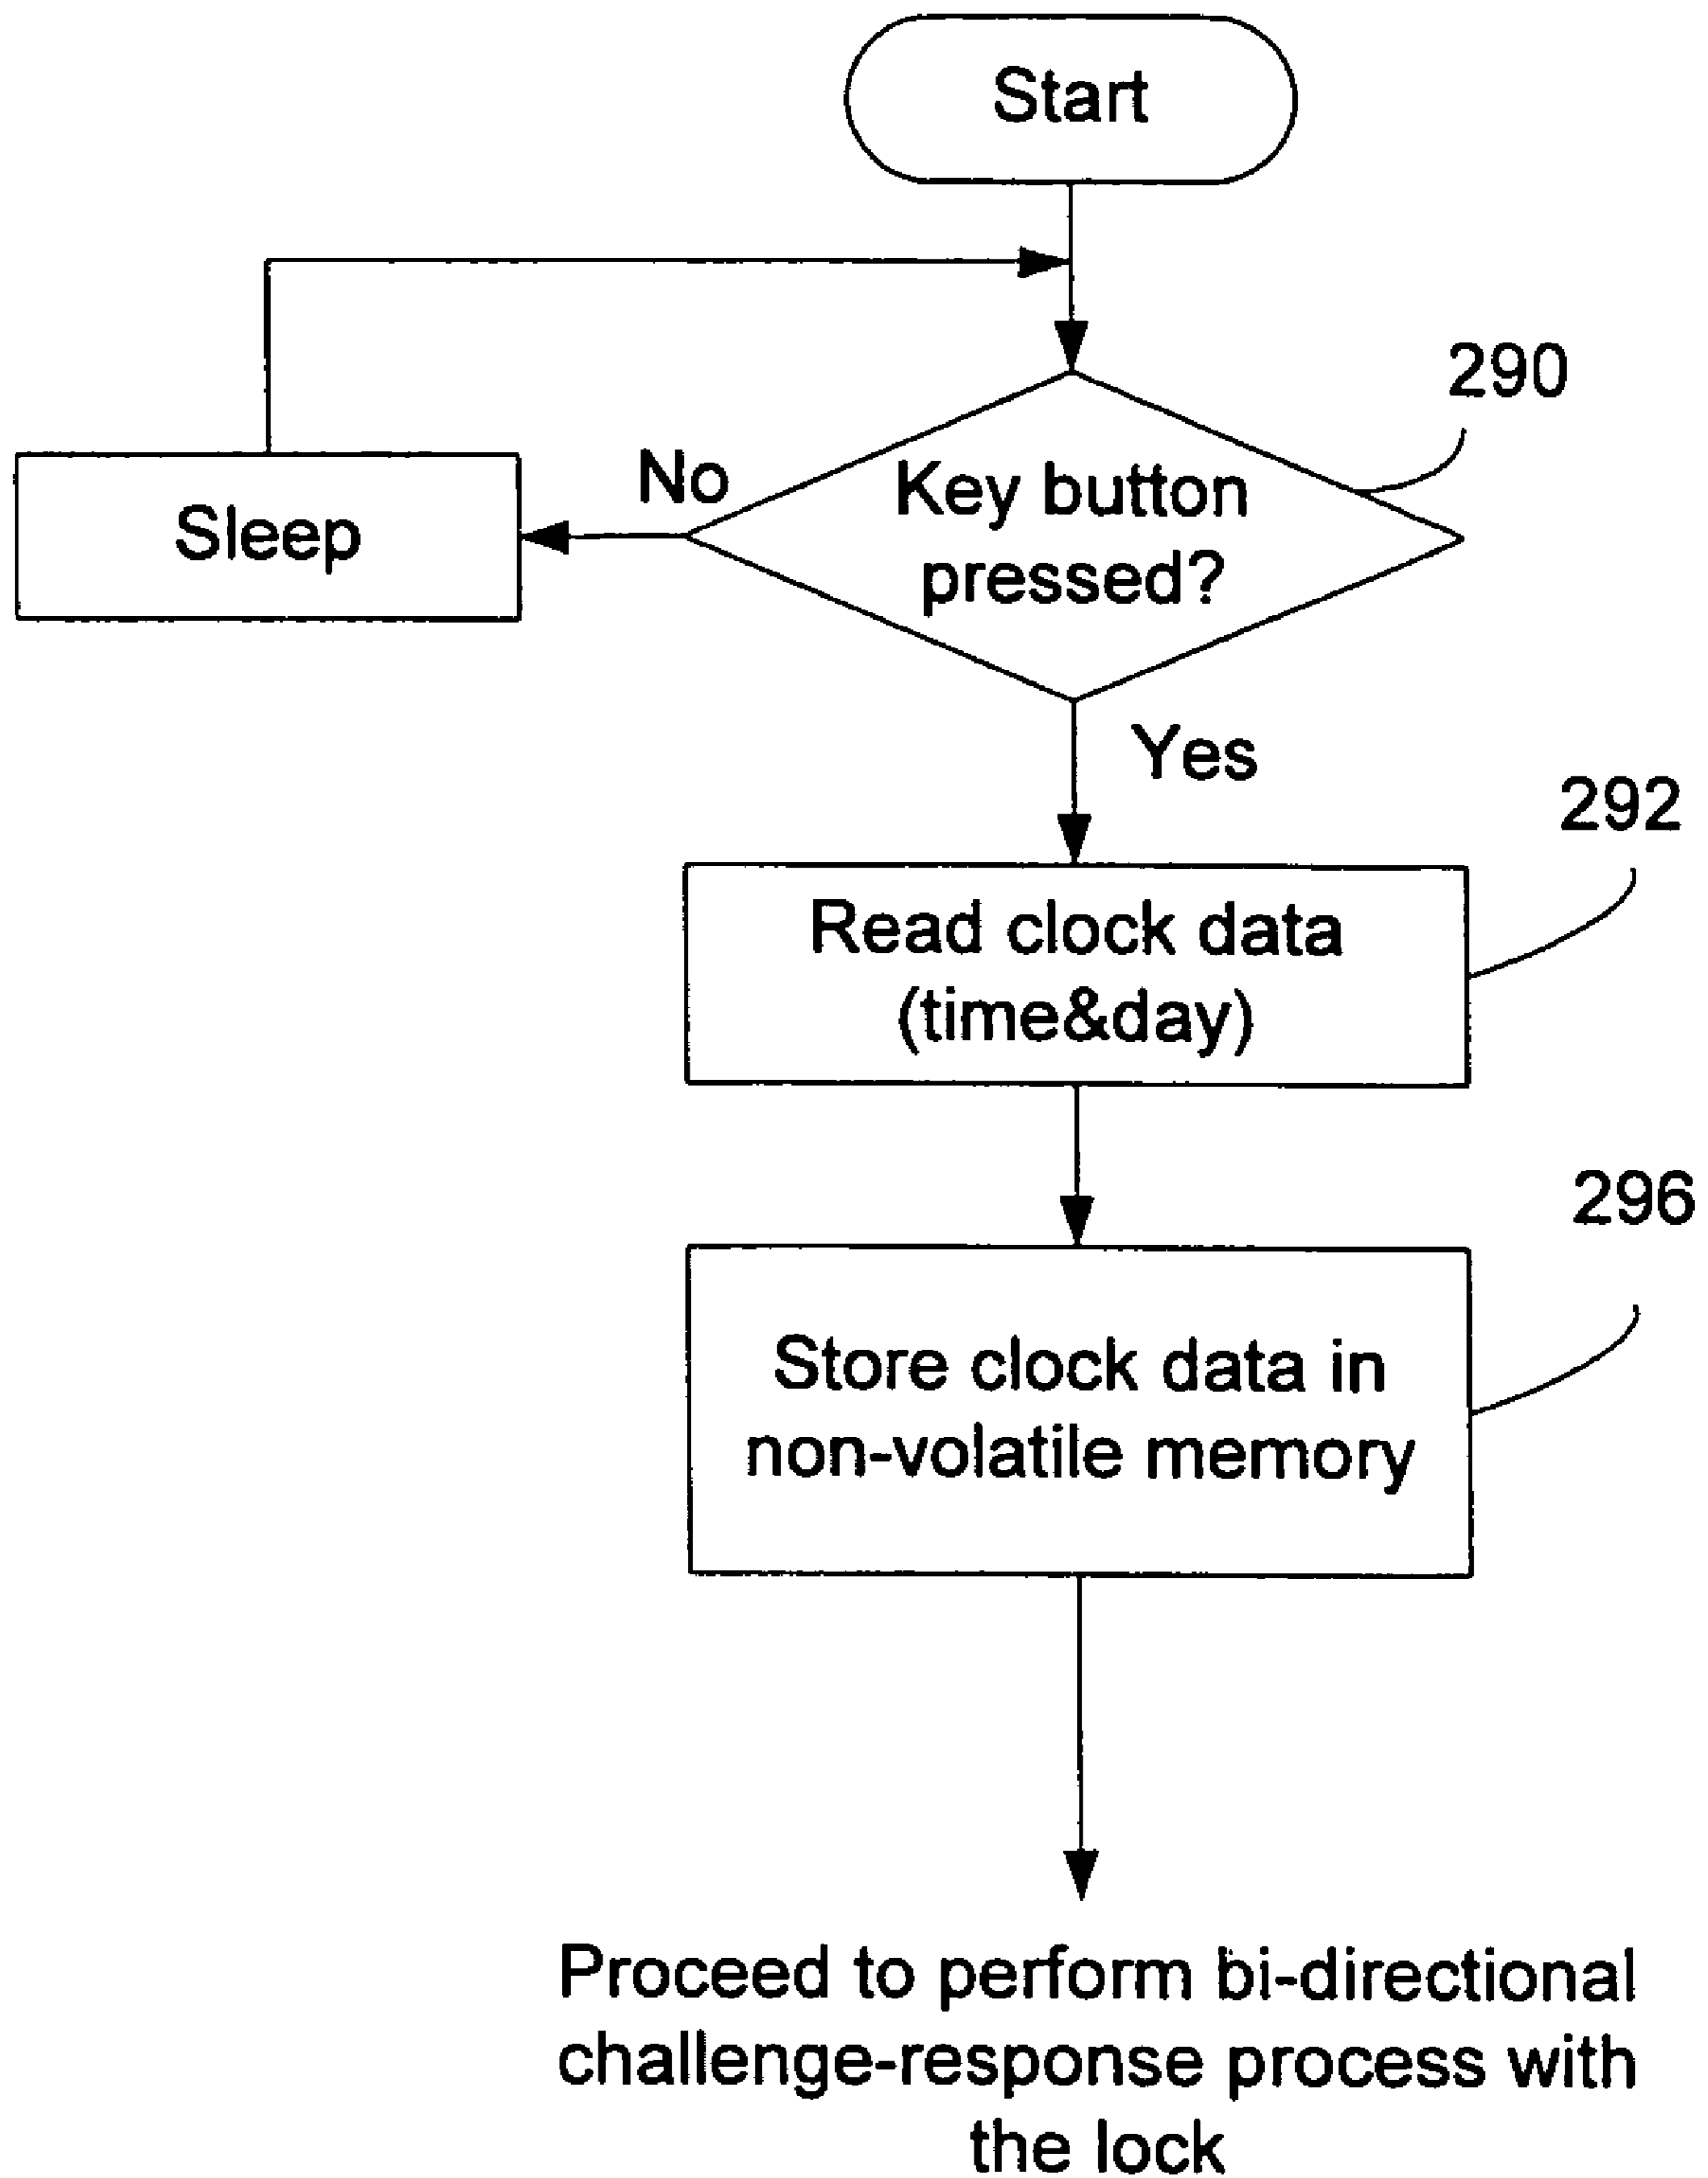 Start
290
No
Key button
pressed?
Sleep
Yes
292
Read clock data
(time&day)
296
Store clock data in
non-volatile memory
Proceed to perform bi-directional
challenge-response process with
the lock